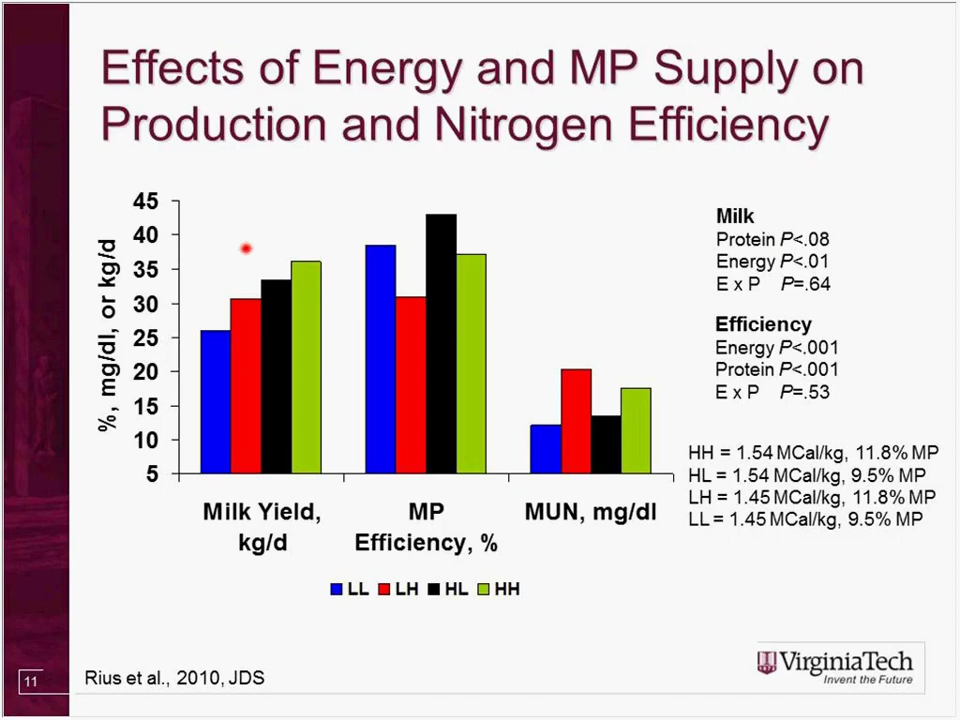 Effects of Energy and MP Supply on
Production and Nitrogen Efficiency
%, mg/dl, or kg/d
45
40
35
30
25
20
15
10
5
Milk Yield,
kg/d
MP
Efficiency, %
MUN, mg/dl
LL LH HL HH
Milk
Protein P<.08
Energy P<.01
E x P P=.64
Efficiency
Energy P<.001
Protein P<.001
E x P P=.53
HH = 1.54 MCal/kg, 11.8% MP
HL = 1.54 MCal/kg, 9.5% MP
LH = 1.45 MCal/kg, 11.8% MP
LL = 1.45 MCal/kg, 9.5% MP
11
Rius et al., 2010, JDS
VirginiaTech
Invent the Future